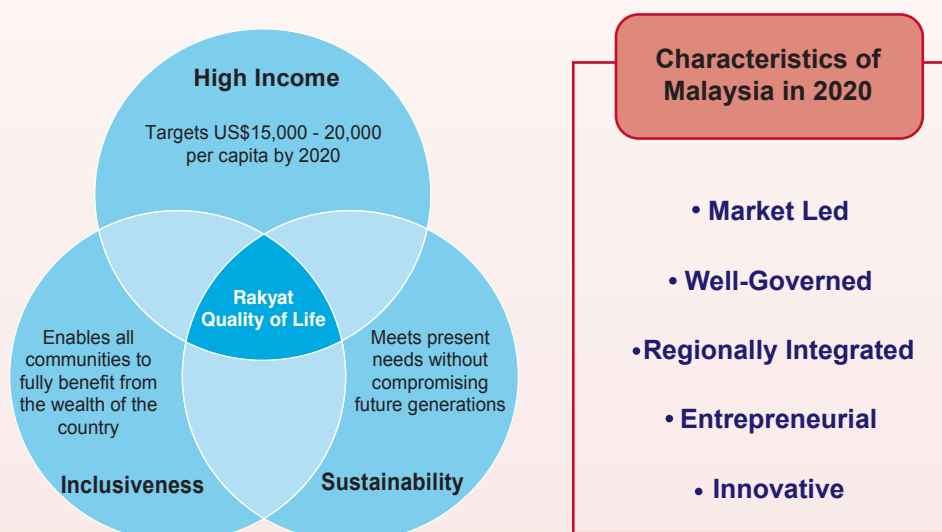 High Income
Targets US$15,000 - 20,000
per capita by 2020
Rakyat
Quality of Life
Enables all
communities to
fully benefit from
the wealth of the
country
Inclusiveness
Meets present
needs without
compromising
future generations
Sustainability
Characteristics of
Malaysia in 2020
• Market Led
• Well-Governed
•Regionally Integrated
• Entrepreneurial
• Innovative